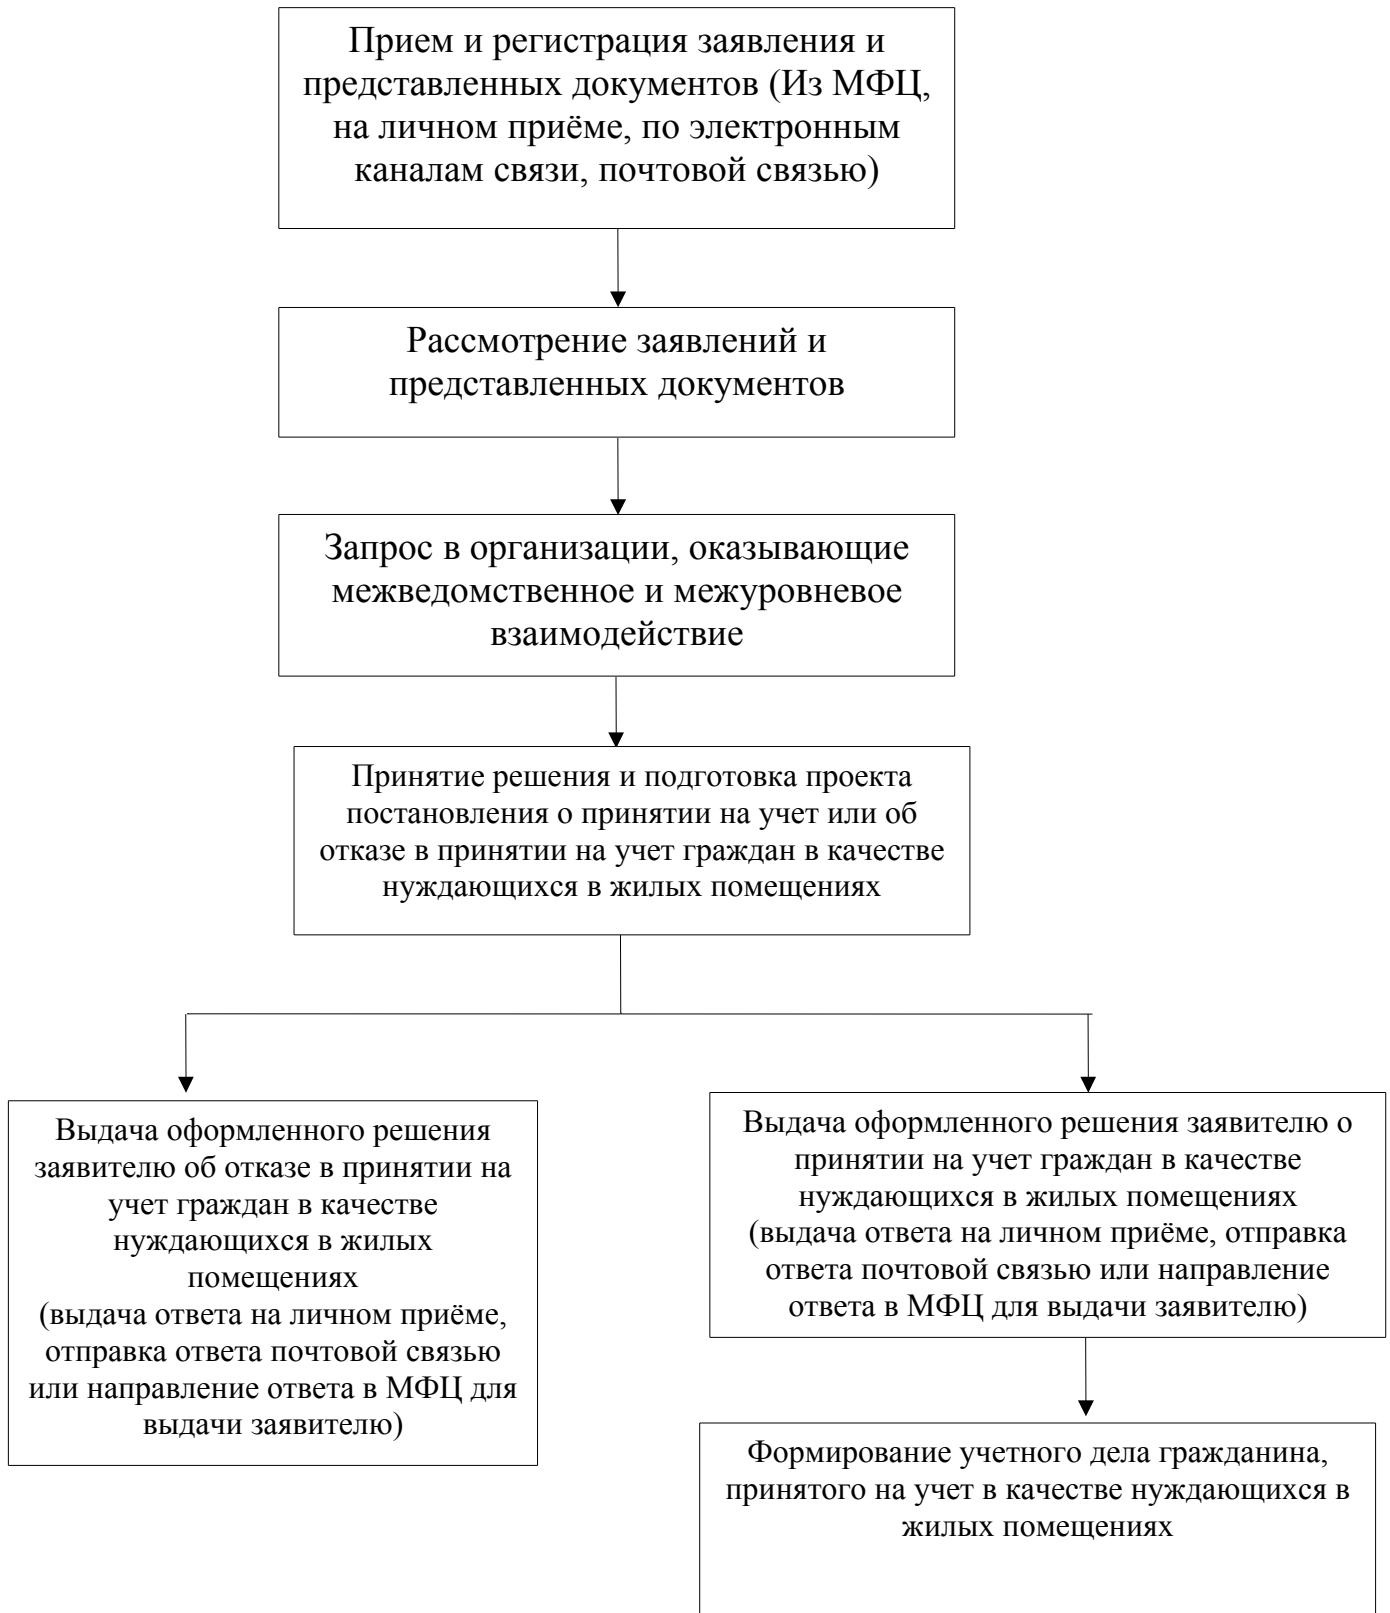 Прием и регистрация заявления и
представленных документов (Из МФЦ,
на личном приёме, по электронным
каналам связи, почтовой связью)
Рассмотрение заявлений и
представленных документов
Запрос в организации, оказывающие
межведомственное и межуровневое
взаимодействие
Принятие решения и подготовка проекта
постановления о принятии на учет или об
отказе в принятии на учет граждан в качестве
нуждающихся в жилых помещениях
Выдача оформленного решения
заявителю об отказе в принятии на
учет граждан в качестве
нуждающихся в жилых
помещениях
(выдача ответа на личном приёме,
отправка ответа почтовой связью
или направление ответа в МФЦ для
выдачи заявителю)
Выдача оформленного решения заявителю о
принятии на учет граждан в качестве
нуждающихся в жилых помещениях
(выдача ответа на личном приёме, отправка
ответа почтовой связью или направление
ответа в МФЦ для выдачи заявителю)
Формирование учетного дела гражданина,
принятого на учет в качестве нуждающихся в
жилых помещениях